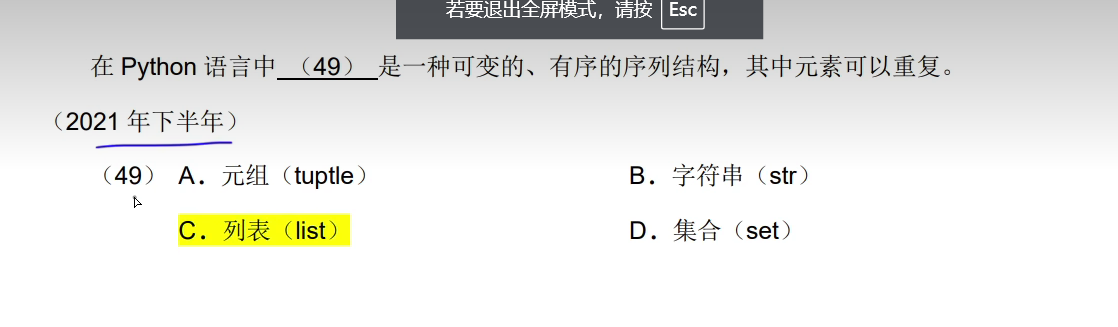 若要退出全屏模式，请按 Esc
在 Python 语言中（49）是一种可变的、有序的序列结构，其中元素可以重复。
（2021 年下半年）
（49） A．元组（tuptle） B．字符串（str）
C．列表（list） D．集合（set）